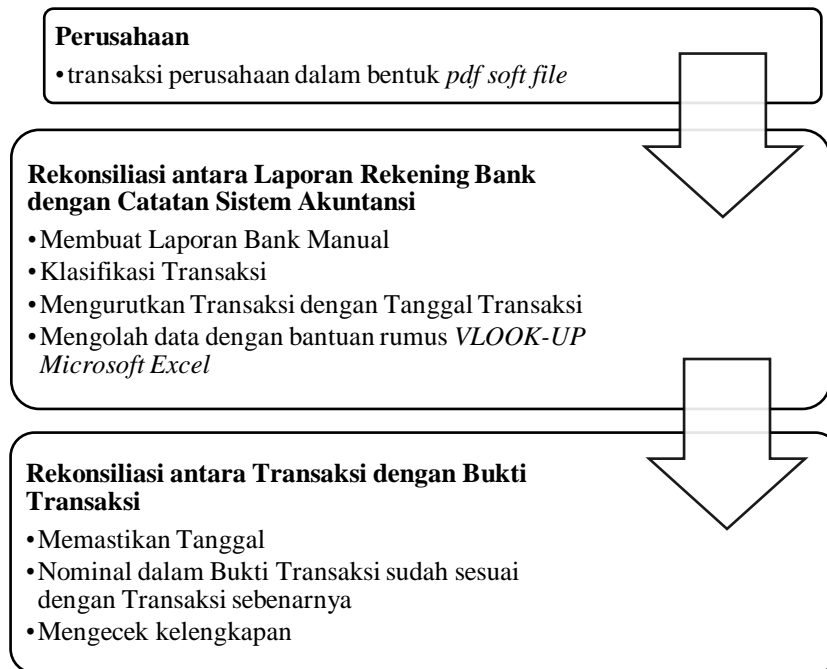 Perusahaan
•transaksi perusahaan dalam bentuk pdf soft file
Rekonsiliasi antara Laporan Rekening Bank
dengan Catatan Sistem Akuntansi
•Membuat Laporan Bank Manual
•Klasifikasi Transaksi
•Mengurutkan Transaksi dengan Tanggal Transaksi
•Mengolah data dengan bantuan rumus VLOOK-UP
Microsoft Excel
Rekonsiliasi antara Transaksi dengan Bukti
Transaksi
•Memastikan Tanggal
•Nominal dalam Bukti Transaksi sudah sesuai
dengan Transaksi sebenarnya
•Mengecek kelengkapan